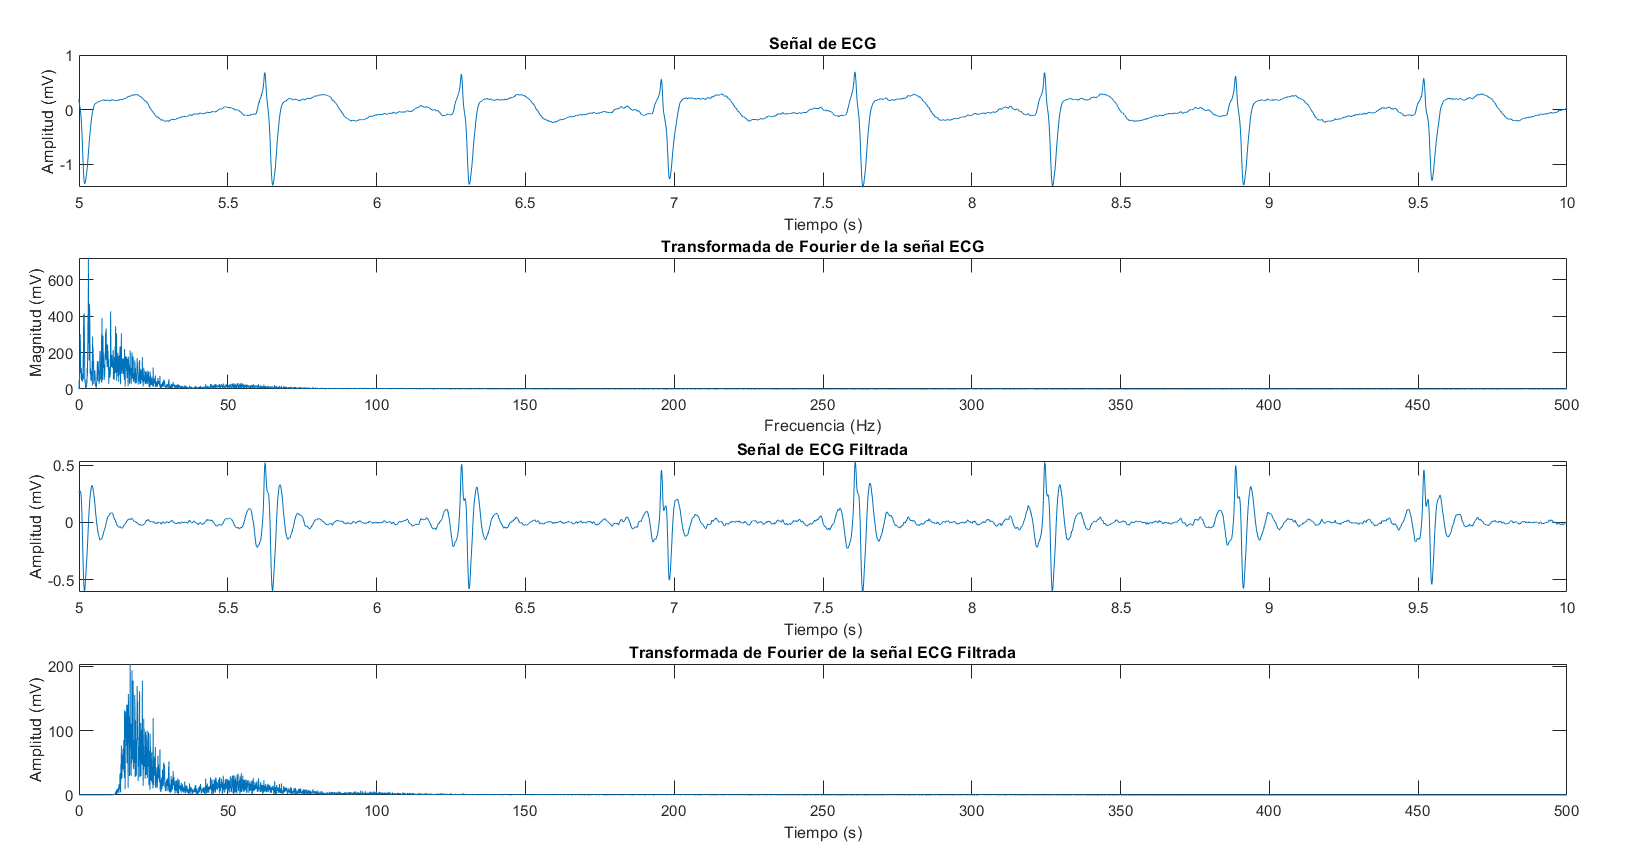 Señal de ECG
Amplitud (mV)
1
0
-1
5 5.5 6 6.5 7 7.5 8 8.5 9 9.5 10
Tiempo (s)
Transformada de Fourier de la señal ECG
Magnitud (mV)
600
400
200
0
0 50 100 150 200 250 300 350 400 450 500
Frecuencia (Hz)
Señal de ECG Filtrada
Amplitud (mV)
0.5
0
-0.5
5 5.5 6 6.5 7 7.5 8 8.5 9 9.5 10
Tiempo (s)
Transformada de Fourier de la señal ECG Filtrada
Amplitud (mV)
200
100
0
0 50 100 150 200 250 300 350 400 450 500
Tiempo (s)